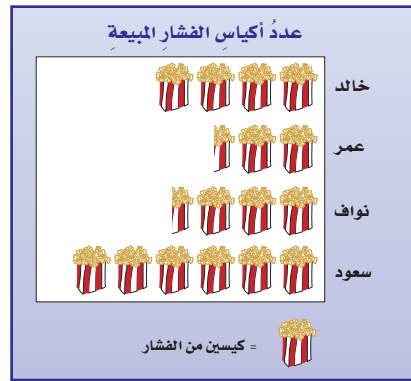 عددُ أكياسِ الفشارِ المبيعةِ
خالد
عمر
نواف
سعود
= كيسين من الفشار